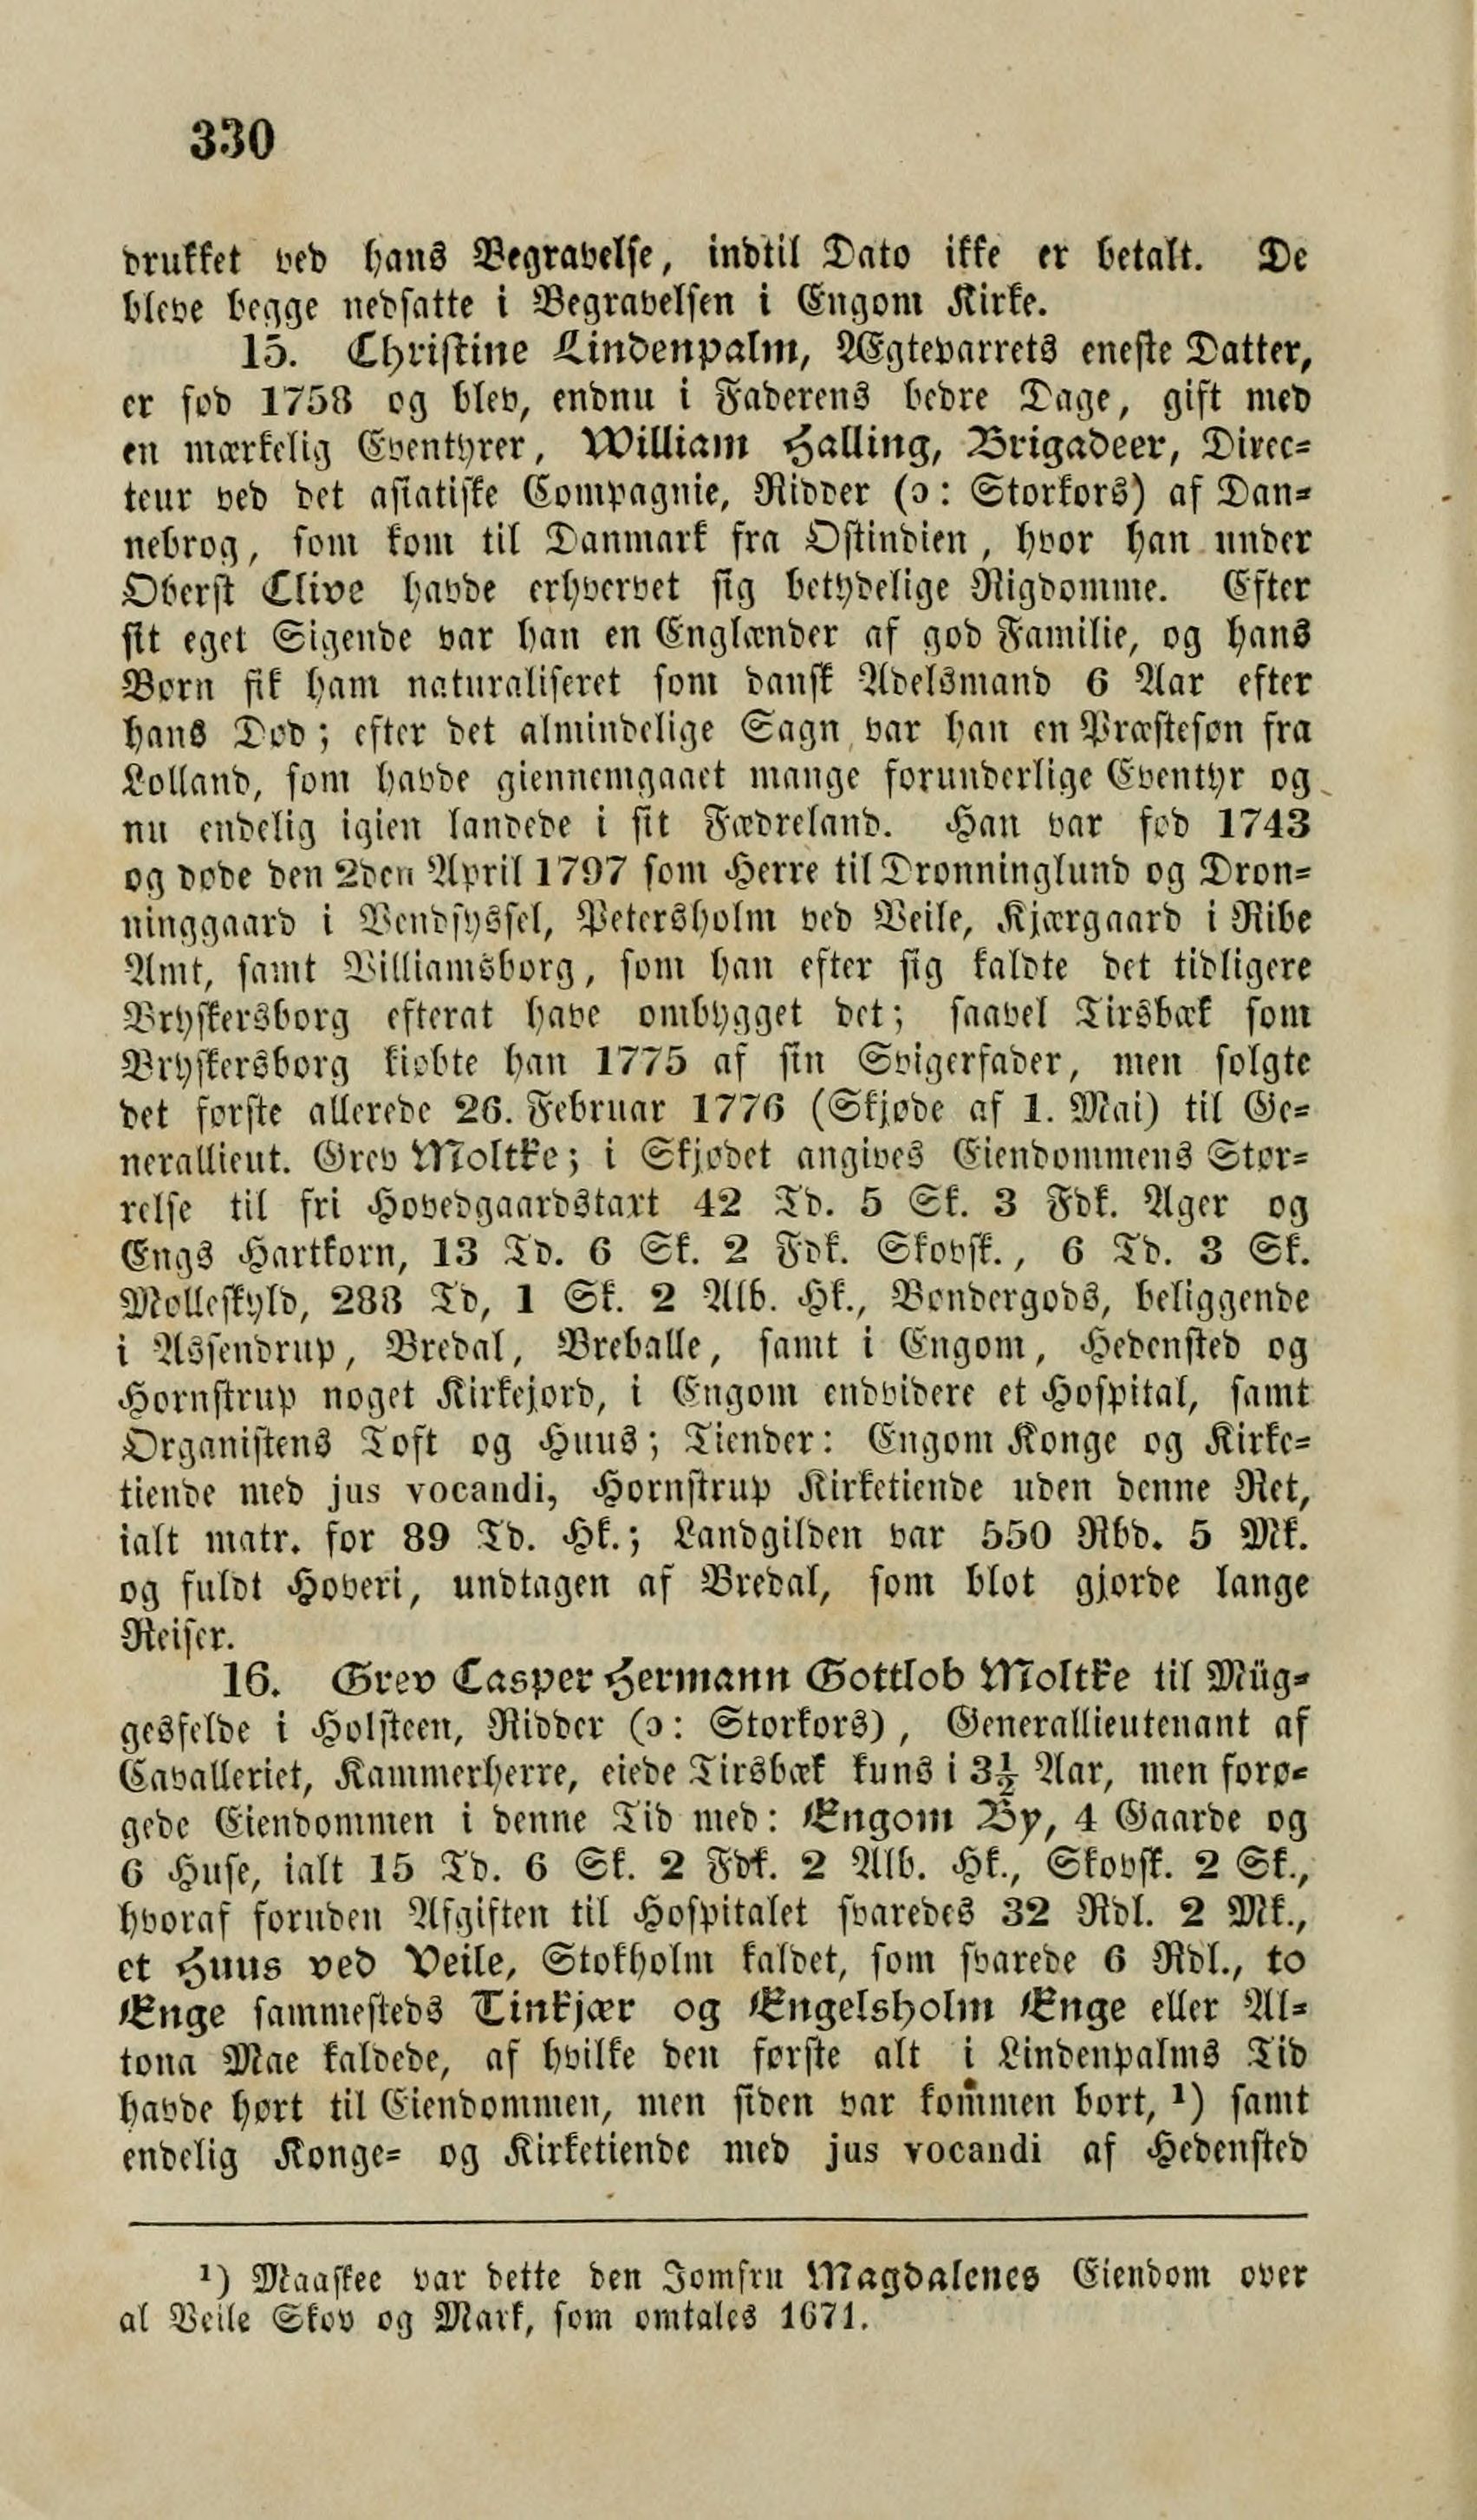 330
drukket ved hans Begravelse, indtil Dato ikke er betalt. De
bleve begge nedsatte i Begravelsen i Engom Kirke.
15. Christine Lindenpalm, Ægteparrets eneste Datter,
er fød 1758 og blev, endnu i Faderens bedre Dage, gift med
en mærkelig Eventyrer, William Halling, Brigadeer, Direc=
teur ved det asiatiske Compagnie, Ridder (ɔ: Storkors) af Dan=
nebrog, som kom til Danmark fra Ostindien, hvor han under
Oberst Clive havde erhvervet sig betydelige Rigdomme. Efter
sit eget Sigende var han en Englænder af god Familie, og hans
Børn fik ham naturaliseret som dansk Adelsmand 6 Aar efter
hans Død; efter det almindelige Sagn var han en Præstesøn fra
Lolland, som havde giennemgaaet mange forunderlige Eventyr og
nu endelig igien landede i sit Fædreland. Han var fød 1743
og døde den 2den April 1797 som Herre til Dronninglund og Dron=
ninggaard i Vendsyssel, Petersholm ved Veile, Kjærgaard i Ribe
Amt, samt Villiamsborg, som han efter sig kaldte det tidligere
Bryskersborg efterat have ombygget det; saavel Tirsbæk som
Bryskersborg kiøbte han 1775 af sin Svigerfader, men solgte
det første allerede 26. Februar 1776 (Skjøde af 1. Mai) til Ge=
nerallieut. Grev Moltke; i Skjødet angives Eiendommens Stør=
relse til fri Hovedgaardstaxt 42 Td. 5 Sk. 3 Fdk. Ager og
Engs Hartkorn, 13 Td. 6 Sk. 2 Fdk. Skovsk., 6 Td. 3 Sk.
Mølleskyld, 288 Td, 1 Sk. 2 Alb. Hk., Bøndergods, beliggende
i Assendrup, Bredal, Breballe, samt i Engom, Hedensted og
Hornstrup noget Kirkejord, i Engom endvidere et Hospital, samt
Organistens Toft og Huus; Tiender: Engom Konge og Kirke=
tiende med jus vocandi, Hornstrup Kirketiende uden denne Ret,
ialt matr. for 89 Td. Hk.; Landgilden var 550 Rbd. 5 Mk.
og fuldt Hoveri, undtagen af Bredal, som blot gjorde lange
Reiser.
16. Grev Casper Hermann Gottlob Moltke til Müg=
gesfelde i Holsteen, Ridder (ɔ: Storkors), Generallieutenant af
Cavalleriet, Kammerherre, eiede Tirsbæk kuns i 3½ Aar, men forø=
gede Eiendommen i denne Tid med: Engom By, 4 Gaarde og
6 Huse, ialt 15 Td. 6 Sk. 2 Fdk. 2 Alb. Hk., Skovsk. 2 Sk.,
hvoraf foruden Afgiften til Hospitalet svaredes 32 Rdl. 2 Mk.,
et Huus ved Veile, Stokholm kaldet, som svarede 6 Rdl., to
Enge sammesteds Tinkjær og Engelsholm Enge eller Al=
tona Mae kaldede, af hvilke den første alt i Lindenpalms Tid
havde hørt til Eiendommen, men siden var kommen bort, ¹) samt
endelig Konge= og Kirketiende med jus vocandi af Hedensted
¹) Maaskee var dette den Jomfru Magdalenes Eiendom over
al Veile Skov og Mark, som omtales 1671.